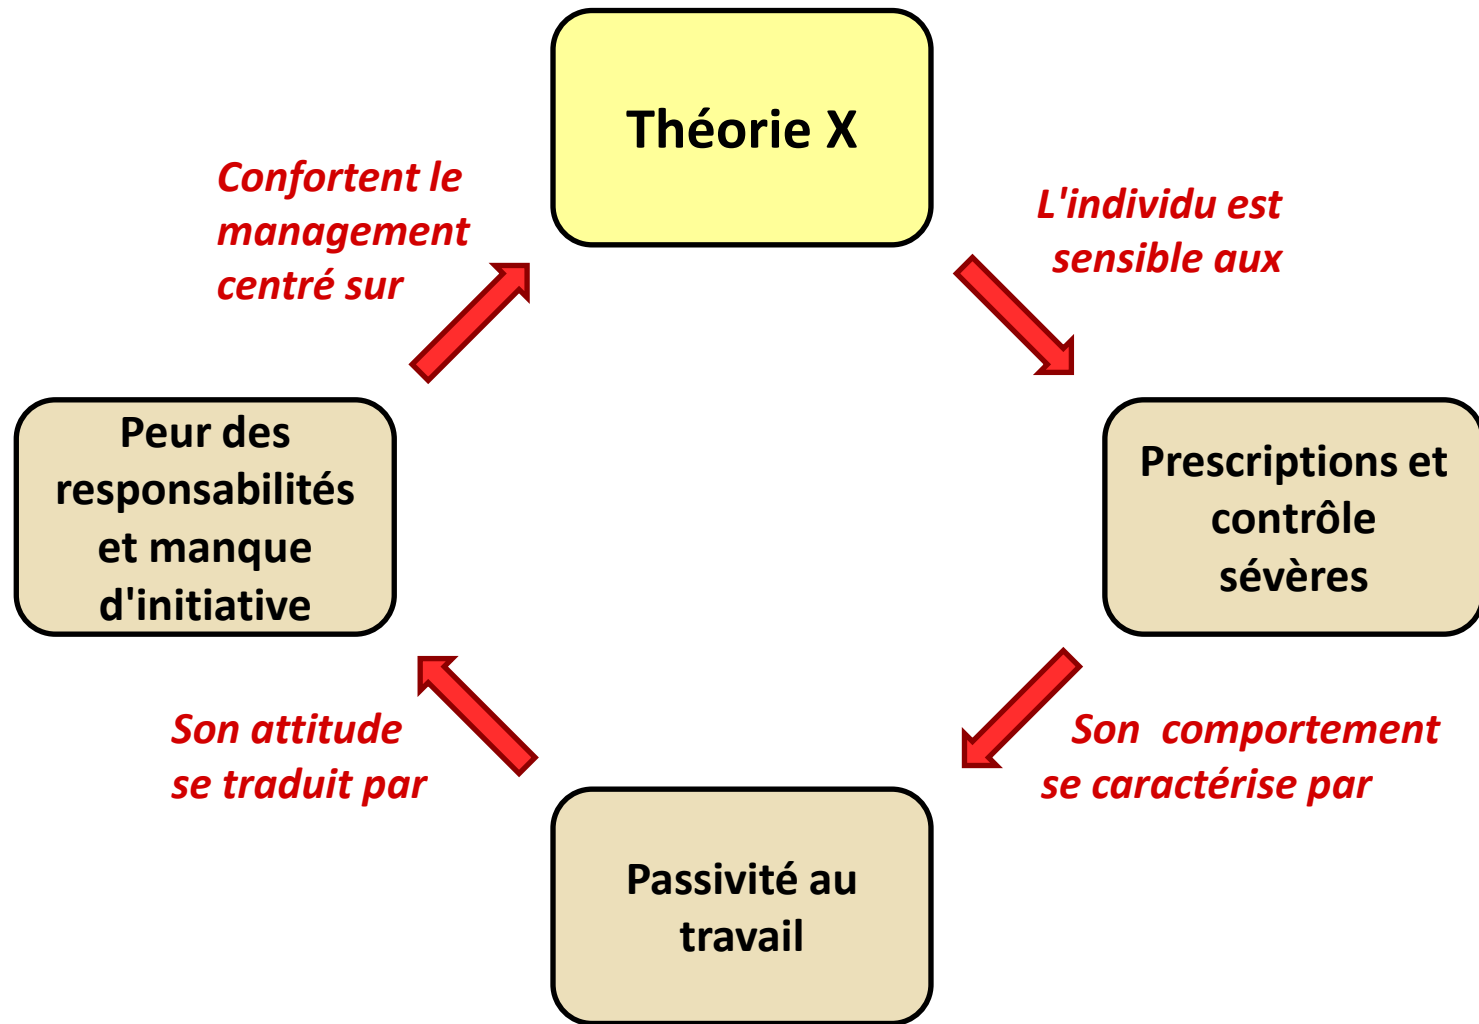 Théorie X
Confortent le
management
centré sur
L'individu est
sensible aux
Peur des
responsabilités
et manque
d'initiative
Prescriptions et
contrôle
sévères
Son attitude
se traduit par
Son comportement
se caractérise par
Passivité au
travail